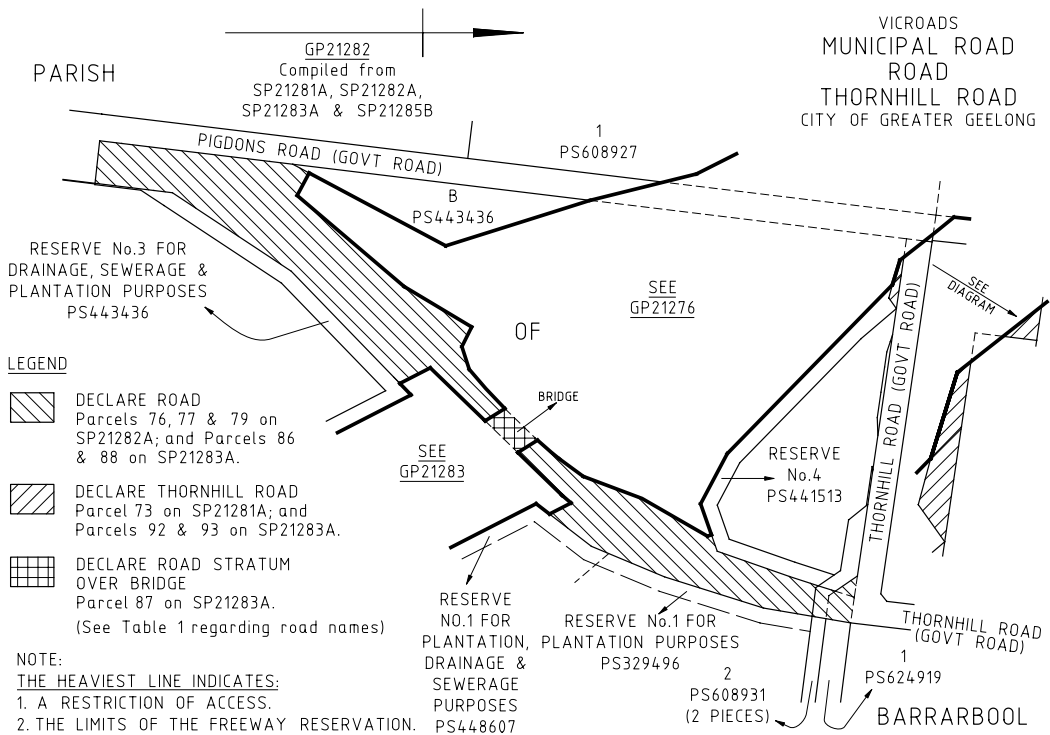 VICROADS
MUNICIPAL ROAD
ROAD
THORNHILL ROAD
CITY OF GREATER GEELONG
PARISH
GP21282
Compiled from
SP21281A, SP21282A,
SP21283A & SP21285B
1
PS608927
PIGDONS ROAD (GOVT ROAD)
B
PS443436
RESERVE No.3 FOR
DRAINAGE, SEWERAGE &
PLANTATION PURPOSES
PS443436
SEE
GP21276
OF
SEE
DIAGRAM
THORNHILL ROAD (GOVT ROAD)
BRIDGE
SEE
GP21283
RESERVE
No.4
PS441513
LEGEND
DECLARE ROAD
Parcels 76, 77 & 79 on
SP21282A; and Parcels 86
& 88 on SP21283A.
DECLARE THORNHILL ROAD
Parcel 73 on SP21281A; and
Parcels 92 & 93 on SP21283A.
DECLARE ROAD STRATUM
OVER BRIDGE
Parcel 87 on SP21283A.
(See Table 1 regarding road names)
NOTE:
THE HEAVIEST LINE INDICATES:
1. A RESTRICTION OF ACCESS.
2. THE LIMITS OF THE FREEWAY RESERVATION.
RESERVE
NO.1 FOR
PLANTATION,
DRAINAGE &
SEWERAGE
PURPOSES
PS448607
RESERVE No.1 FOR
PLANTATION PURPOSES
PS329496
2
PS608931
(2 PIECES)
1
PS624919
THORNHILL ROAD
(GOVT ROAD)
BARRARBOOL